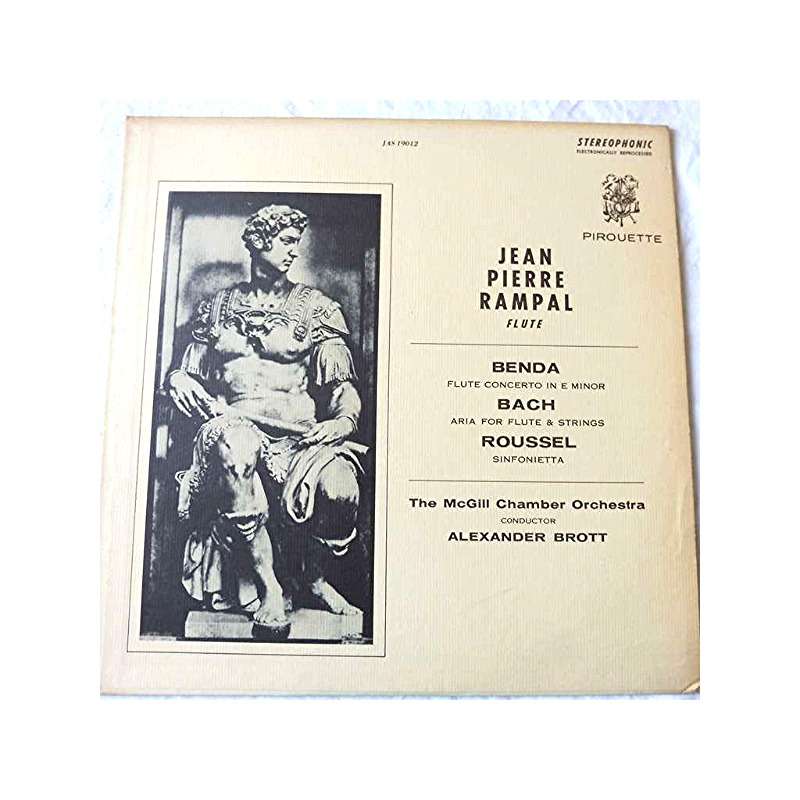 JAS 19012
STEREOPHONIC
ELECTRONICALLY REPROCESSED
PIROUETTE
JEAN
PIERRE
RAMPAL
FLUTE
BENDA
FLUTE CONCERTO IN E MINOR
BACH
ARIA FOR FLUTE & STRINGS
ROUSSEL
SINFONIETTA
The McGill Chamber Orchestra
CONDUCTOR
ALEXANDER BROTT